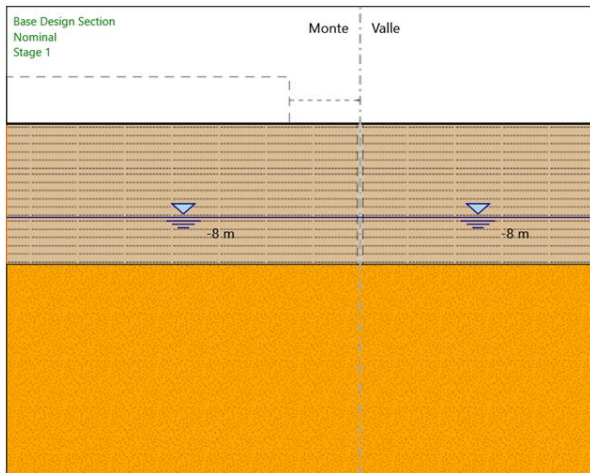 Base Design Section
Nominal
Stage 1
Monte
Valle
-8 m
-8 m